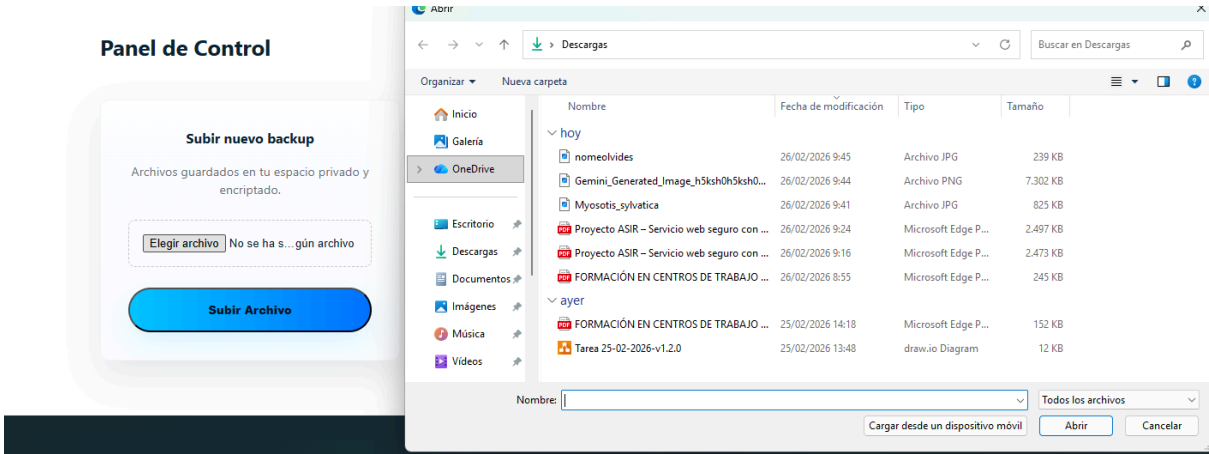 Panel de Control
Subir nuevo backup
Archivos guardados en tu espacio privado y
encriptado.
Elegir archivo No se ha s...gún archivo
Subir Archivo
Abrir
Descargas
Buscar en Descargas
Organizar
Nueva carpeta
Inicio
Galería
OneDrive
Escritorio
Descargas
Documentos
Imágenes
Música
Vídeos
Nombre Fecha de modificación Tipo Tamaño
hoy
nomeolvides 26/02/2026 9:45 Archivo JPG 239 KB
Gemini_Generated_Image_h5ksh0h5ksh0... 26/02/2026 9:44 Archivo PNG 7.302 KB
Myosotis_sylvatica 26/02/2026 9:41 Archivo JPG 825 KB
PDF Proyecto ASIR – Servicio web seguro con ... 26/02/2026 9:24 Microsoft Edge P... 2.497 KB
PDF Proyecto ASIR – Servicio web seguro con ... 26/02/2026 9:16 Microsoft Edge P... 2.473 KB
PDF FORMACIÓN EN CENTROS DE TRABAJO ... 26/02/2026 8:55 Microsoft Edge P... 245 KB
ayer
PDF FORMACIÓN EN CENTROS DE TRABAJO ... 25/02/2026 14:18 Microsoft Edge P... 152 KB
Tarea 25-02-2026-v1.2.0 25/02/2026 13:48 draw.io Diagram 12 KB
Nombre:
Todos los archivos
Cargar desde un dispositivo móvil
Abrir
Cancelar